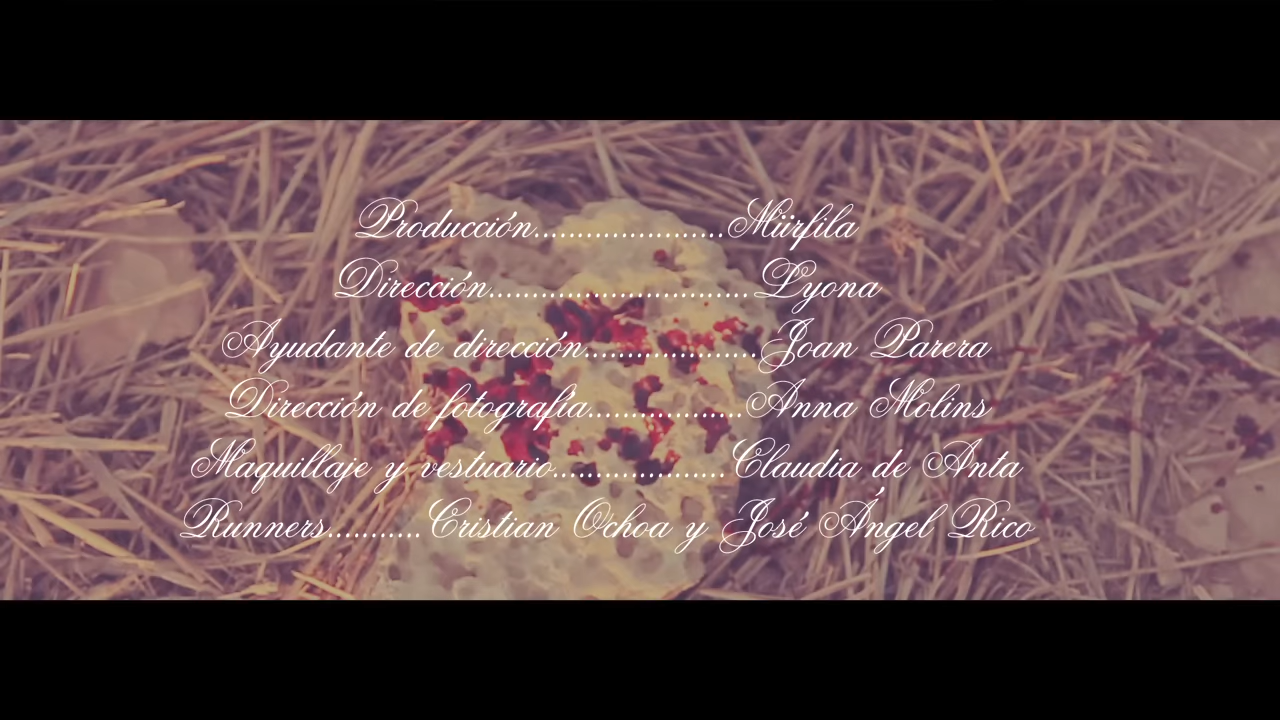 Producción.....................Mürfila
Dirección.............................Lyona
Ayudante de dirección...................Joan Parera
Dirección de fotografía.................Anna Molins
Maquillaje y vestuario...................Claudia de Anta
Runners...........Cristian Ochoa y José Ángel Rico